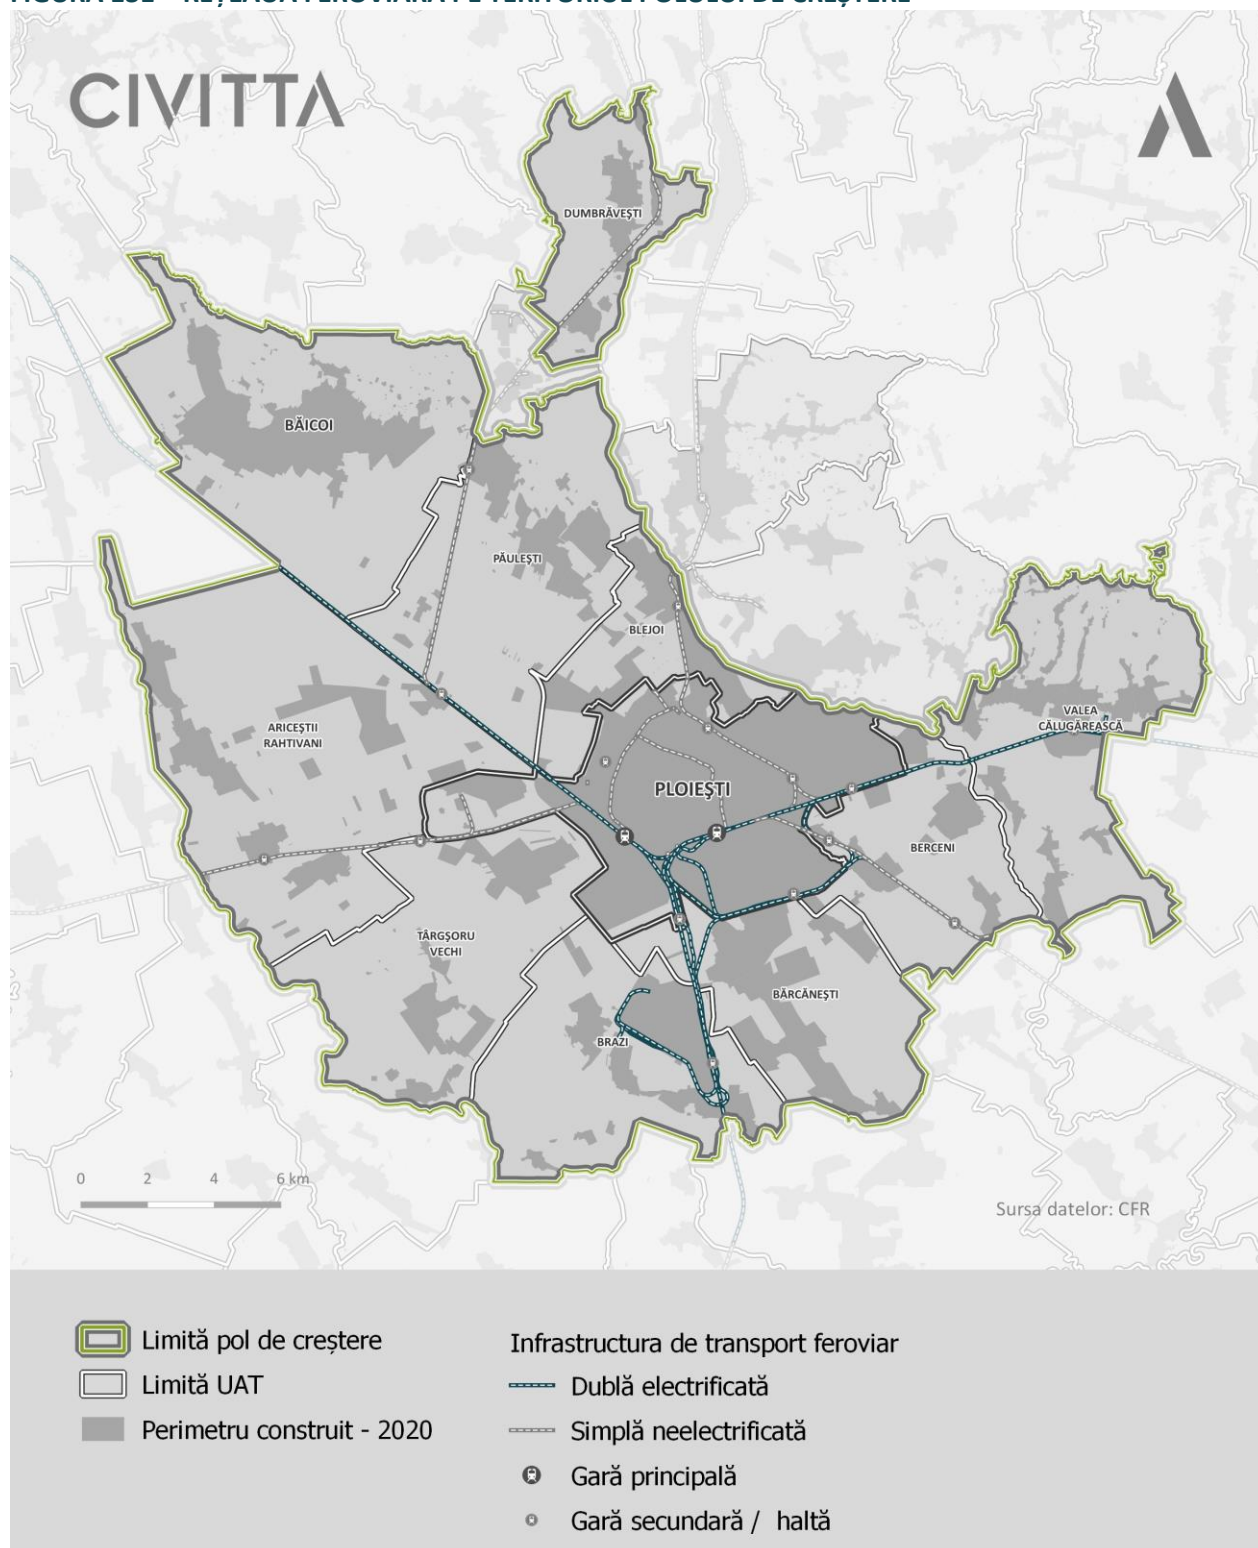 CIVITTA
DUMBRĂVEȘTI
BĂICOI
PĂULEȘTI
BLEJOI
ARICEȘTII
RAHTIVANI
VALEA
CĂLUGĂREASCĂ
PLOIEȘTI
BERCENI
TÂRGȘORU
VECHI
BĂRCĂNEȘTI
BRAZI
0 2 4 6 km
Sursa datelor: CFR
Limită pol de creștere
Limită UAT
Perimetru construit - 2020
Infrastructura de transport feroviar
Dublă electrificată
Simplă neelectrificată
Gară principală
Gară secundară / haltă